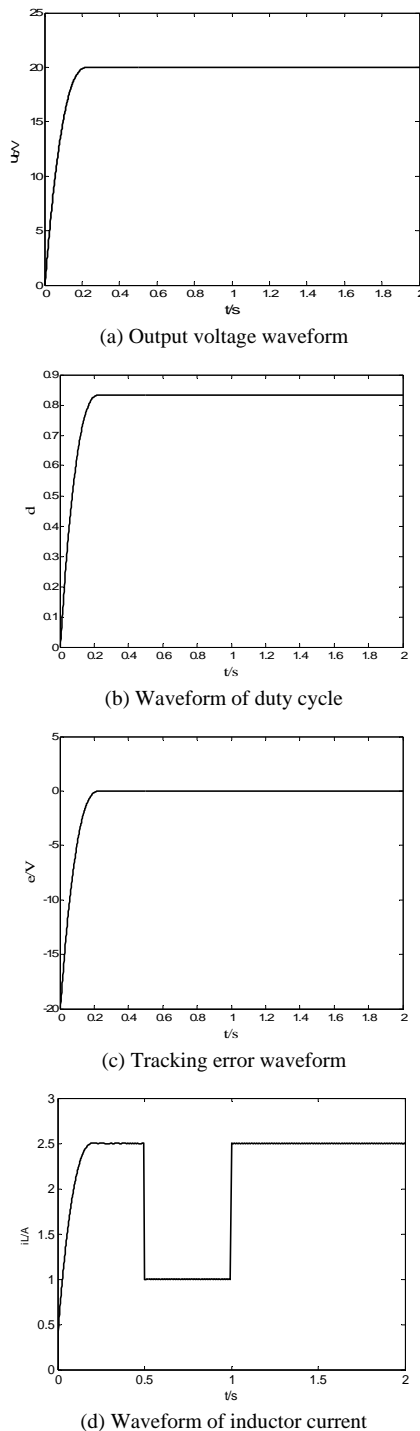 25
20
15
10
5
0
u₀/V
0 0.2 0.4 0.6 0.8 1 1.2 1.4 1.6 1.8 2
t/s
(a) Output voltage waveform
0.9
0.8
0.7
0.6
0.5
0.4
0.3
0.2
0.1
0
d
0 0.2 0.4 0.6 0.8 1 1.2 1.4 1.6 1.8 2
t/s
(b) Waveform of duty cycle
5
0
-5
-10
-15
-20
e/V
0 0.2 0.4 0.6 0.8 1 1.2 1.4 1.6 1.8 2
t/s
(c) Tracking error waveform
3
2.5
2
1.5
1
0.5
0
iL/A
0 0.5 1 1.5 2
t/s
(d) Waveform of inductor current